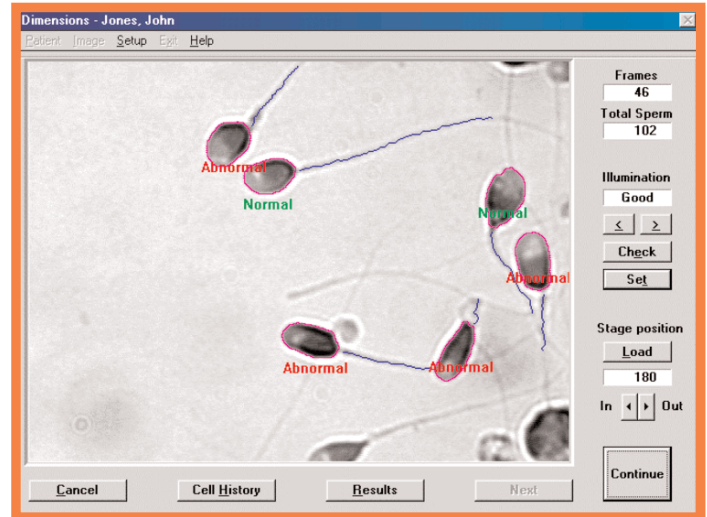 Dimensions - Jones, John
Patient Image Setup Exit Help
Frames
46
Total Sperm
102
Illumination
Good
< >
Check
Set
Stage position
Load
180
In Out
Continue
Abnormal
Normal
Normal
Abnormal
Abnormal
Abnormal
Cancel Cell History Results Next